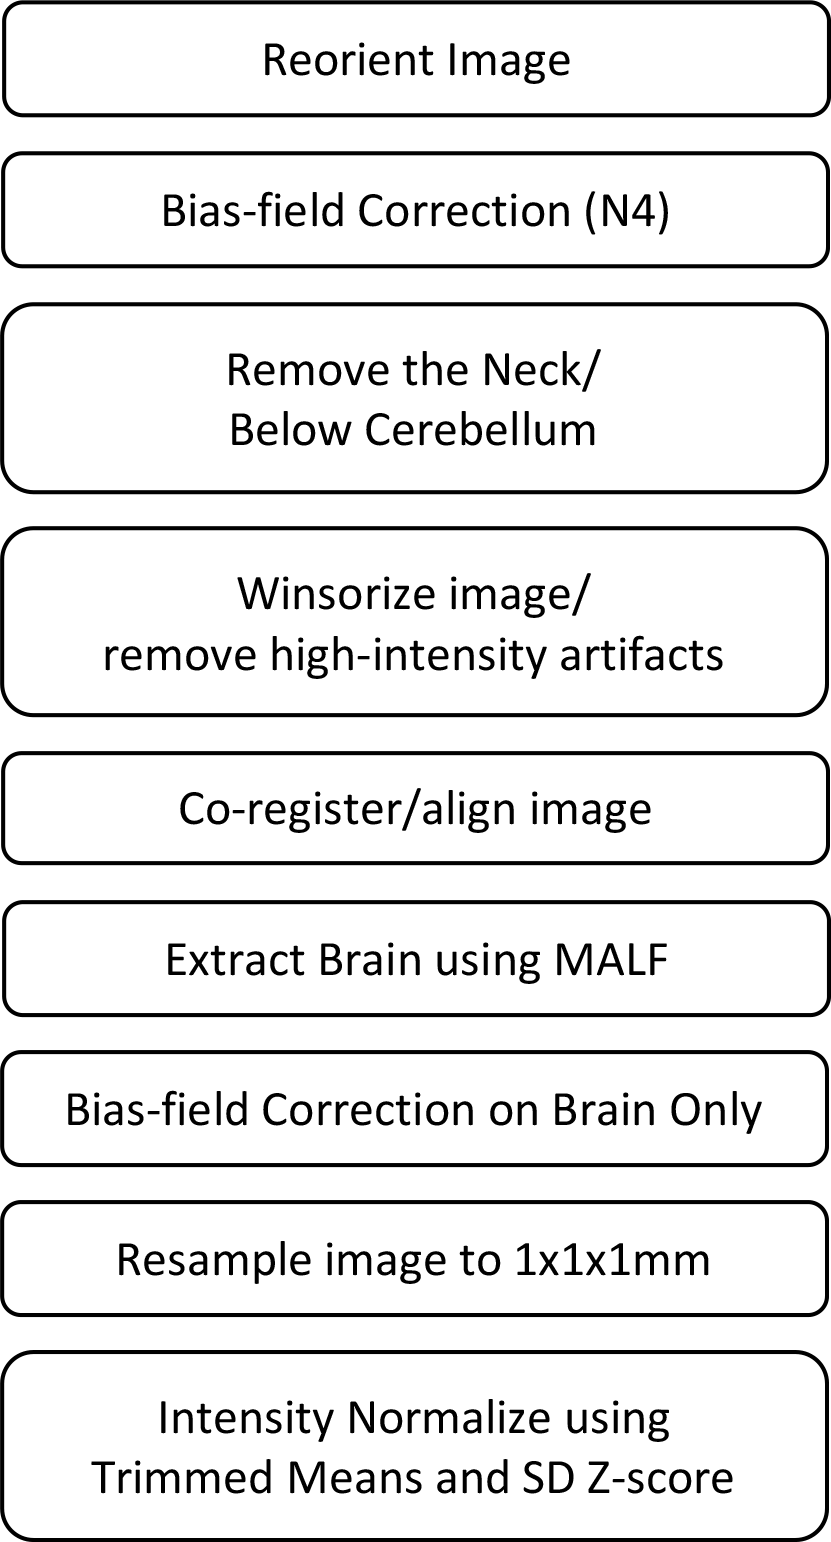 Reorient Image
Bias-field Correction (N4)
Remove the Neck/
Below Cerebellum
Winsorize image/
remove high-intensity artifacts
Co-register/align image
Extract Brain using MALF
Bias-field Correction on Brain Only
Resample image to 1x1x1mm
Intensity Normalize using
Trimmed Means and SD Z-score